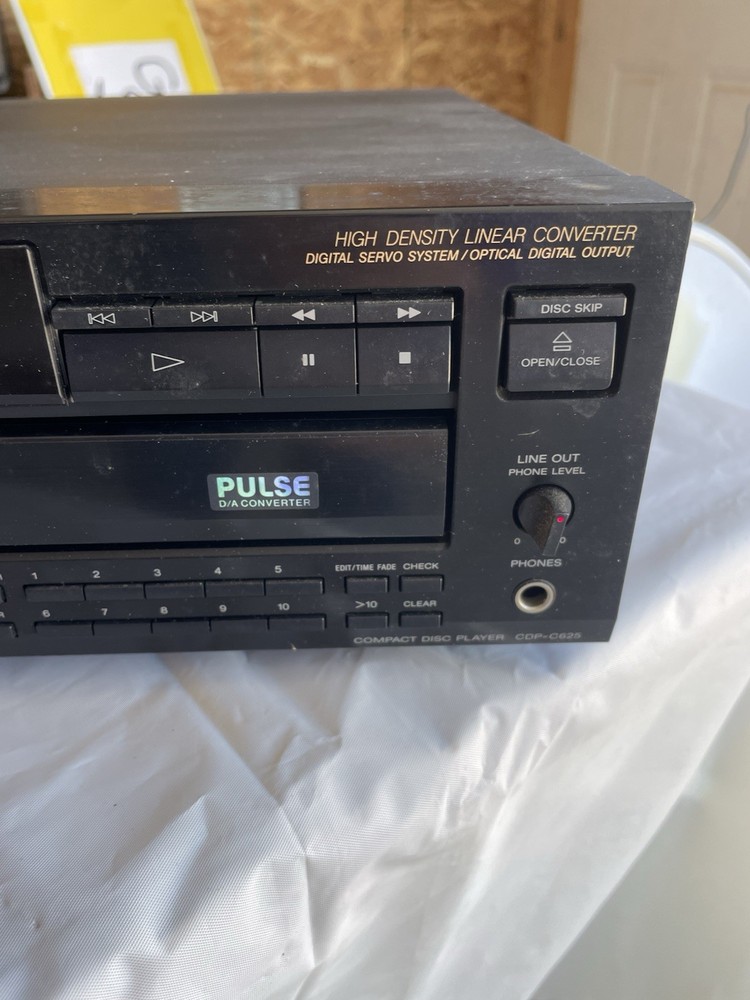 HIGH DENSITY LINEAR CONVERTER
DIGITAL SERVO SYSTEM / OPTICAL DIGITAL OUTPUT
DISC SKIP
OPEN/CLOSE
LINE OUT
PHONE LEVEL
PULSE
D/A CONVERTER
0
PHONES
1 2 3 4 5 EDIT/TIME FADE CHECK
6 7 8 9 10 >10 CLEAR
COMPACT DISC PLAYER CDP-C625